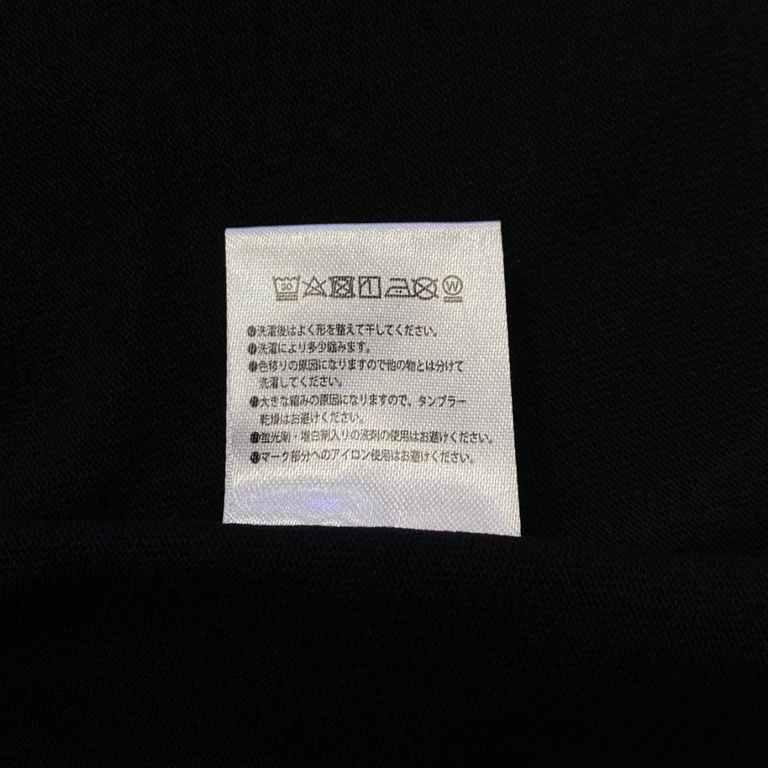 30 W
●洗濯後はよく形を整えて干してください。
●洗濯により多少縮みます。
●色移りの原因になりますので他の物とは分けて
洗濯してください。
●大きな縮みの原因になりますので、タンブラー
乾燥はお避けください。
●蛍光剤・増白剤入りの洗剤の使用はお避けください。
●マーク部分へのアイロン使用はお避けください。